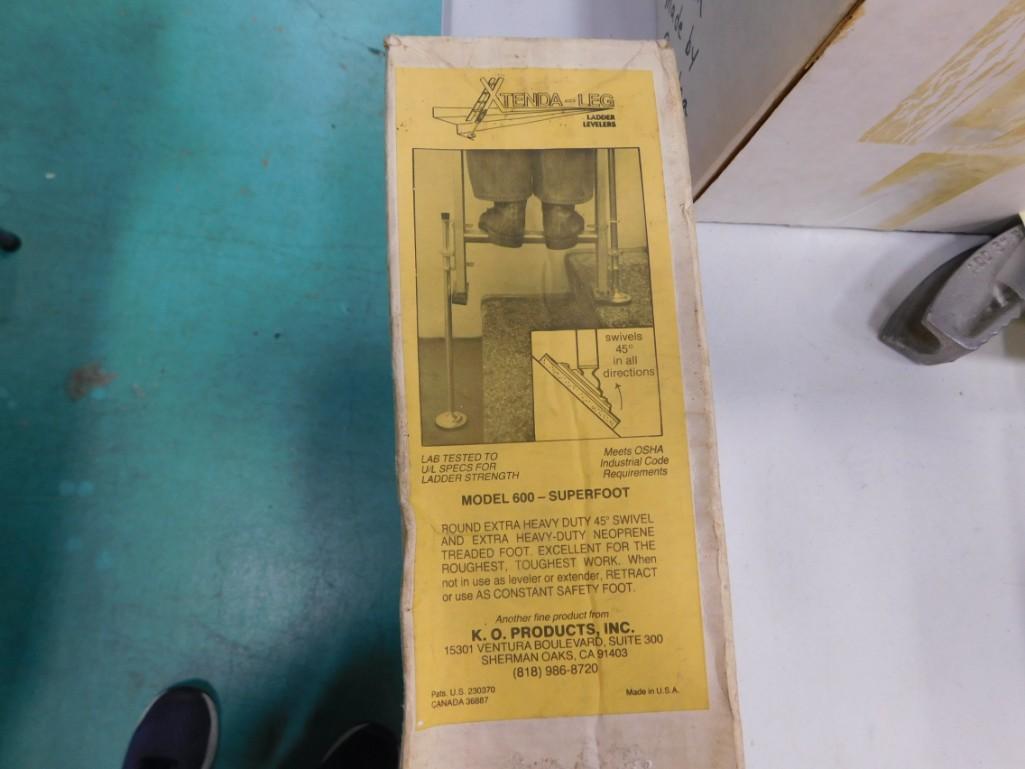 XTENDA-LEG
LADDER
LEVELERS
swivels
45°
in all
directions
LAB TESTED TO
U/L SPECS FOR
LADDER STRENGTH
Meets OSHA
Industrial Code
Requirements
MODEL 600 – SUPERFOOT
ROUND EXTRA HEAVY DUTY 45° SWIVEL
AND EXTRA HEAVY-DUTY NEOPRENE
TREADED FOOT. EXCELLENT FOR THE
ROUGHEST, TOUGHEST WORK. When
not in use as leveler or extender, RETRACT
or use AS CONSTANT SAFETY FOOT.
Another fine product from
K. O. PRODUCTS, INC.
15301 VENTURA BOULEVARD, SUITE 300
SHERMAN OAKS, CA 91403
(818) 986-8720
Pats. U.S. 230370
CANADA 36887
Made in U.S.A.
made by